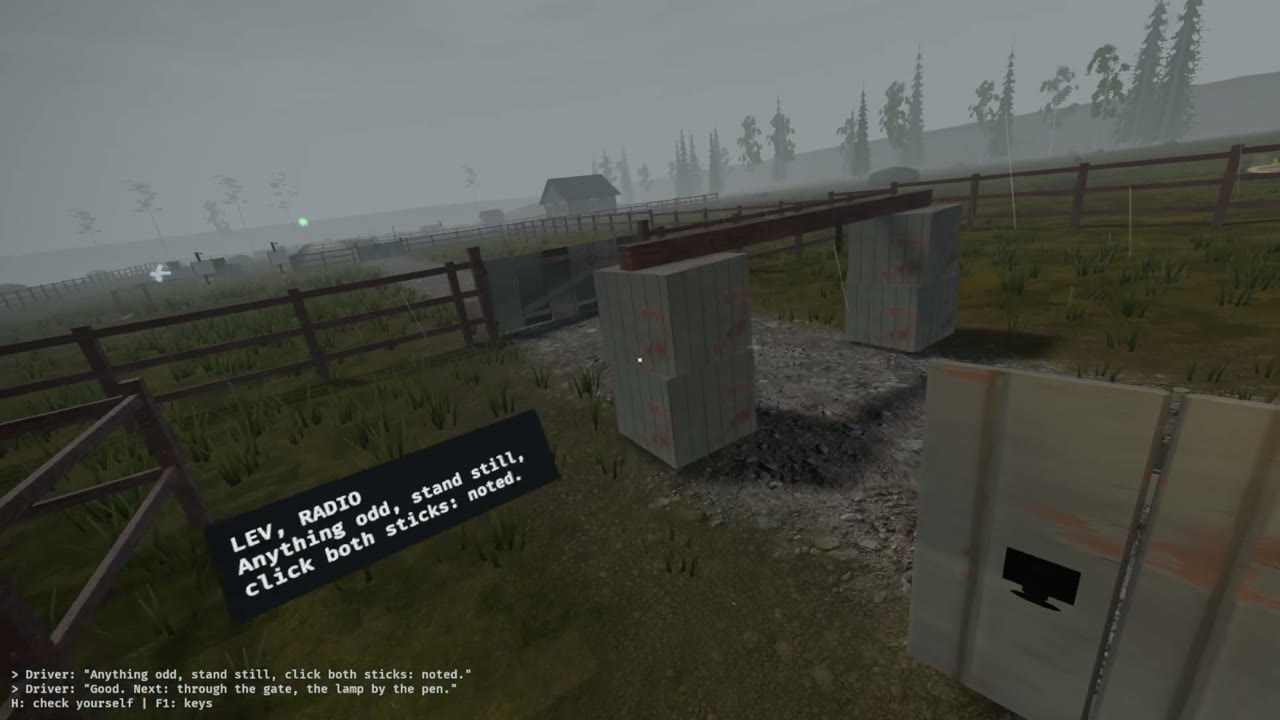 LEV, RADIO
Anything odd, stand still,
click both sticks: noted.
> Driver: "Anything odd, stand still, click both sticks: noted."
> Driver: "Good. Next: through the gate, the lamp by the pen."
H: check yourself | F1: keys